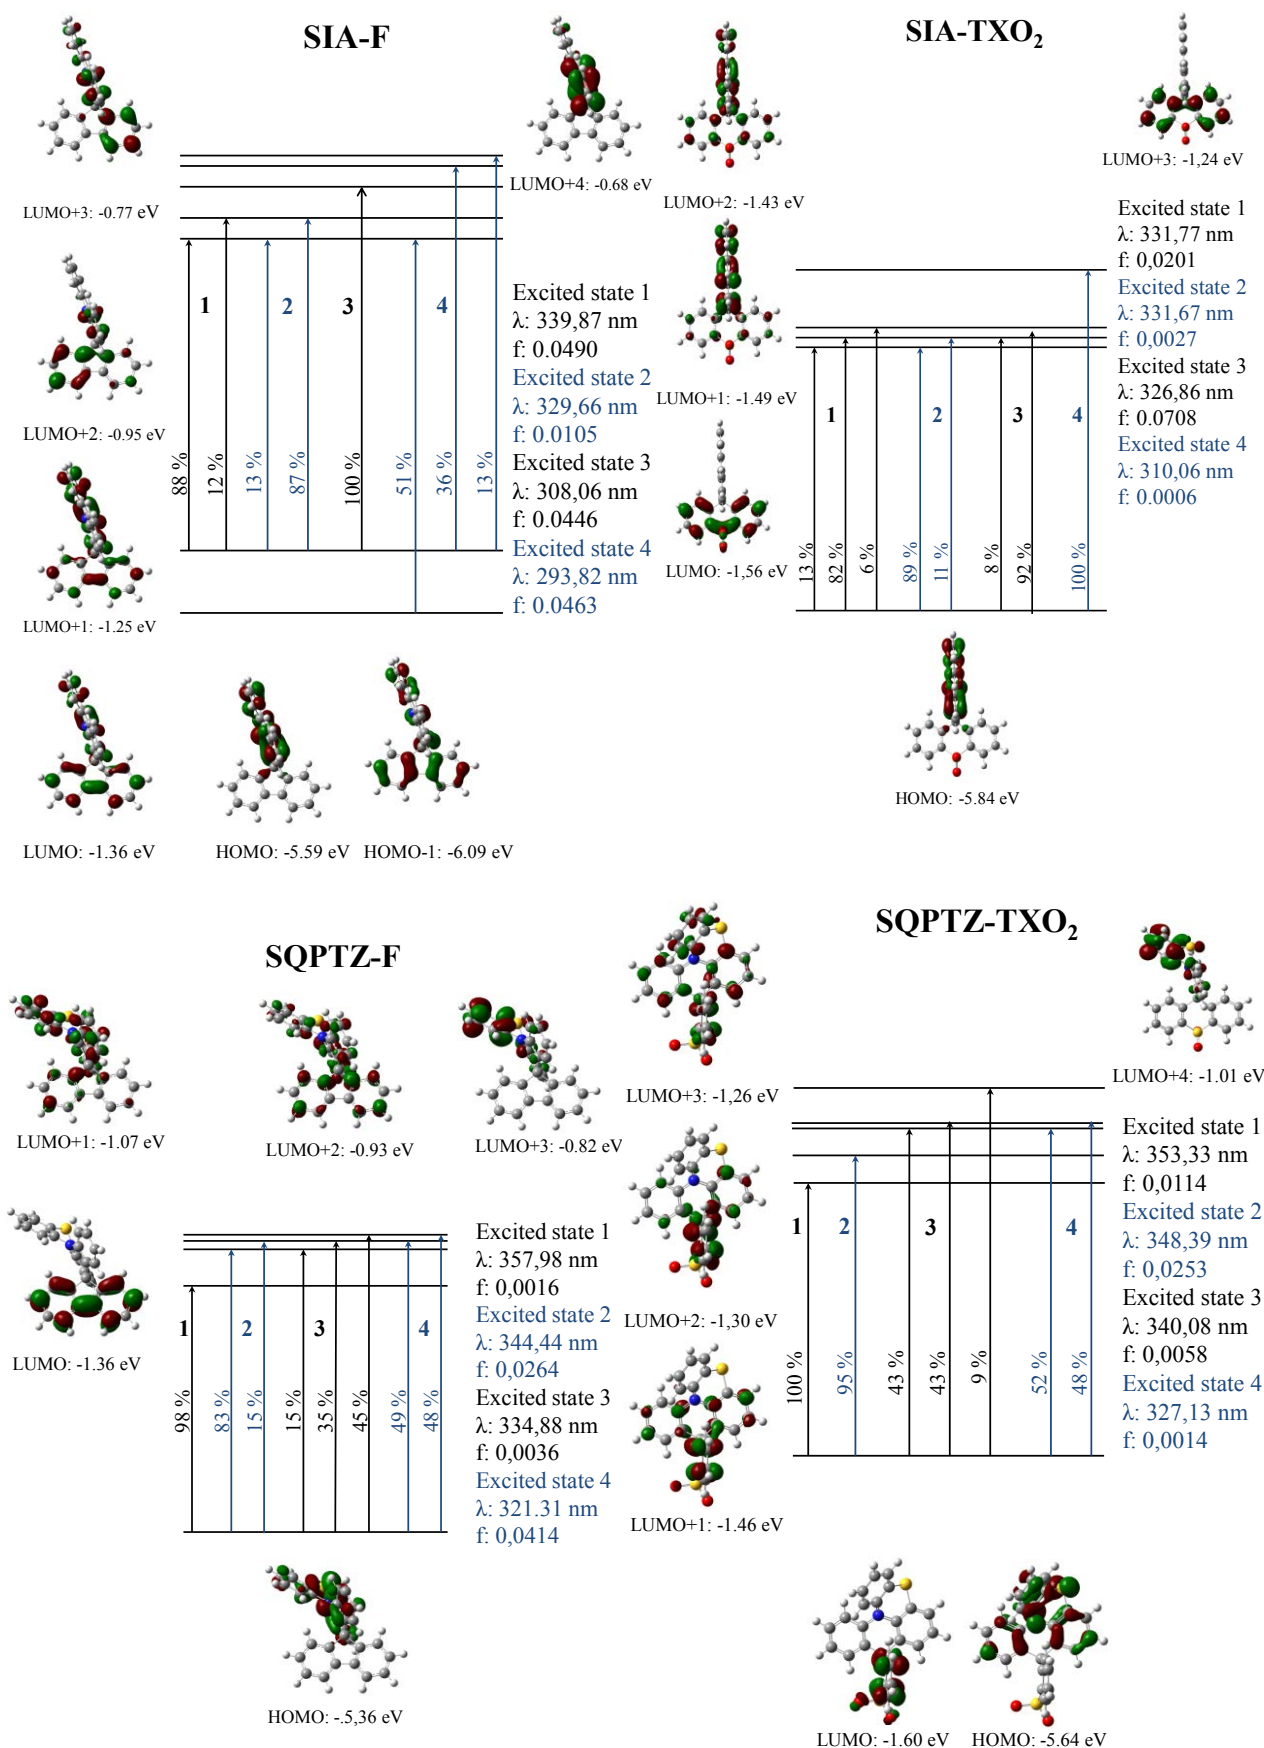 SIA-F
LUMO+3: -0.77 eV
LUMO+4: -0.68 eV
LUMO+2: -0.95 eV
LUMO+1: -1.25 eV
1
2
3
4
88 %
12 %
13 %
87 %
100 %
51 %
36 %
13 %
Excited state 1
λ: 339,87 nm
f: 0.0490
Excited state 2
λ: 329,66 nm
f: 0.0105
Excited state 3
λ: 308,06 nm
f: 0.0446
Excited state 4
λ: 293,82 nm
f: 0.0463
LUMO: -1.36 eV
HOMO: -5.59 eV
HOMO-1: -6.09 eV
SIA-TXO₂
LUMO+3: -1,24 eV
LUMO+2: -1.43 eV
LUMO+1: -1.49 eV
LUMO: -1,56 eV
1
2
3
4
13 %
82 %
6 %
89 %
11 %
8 %
92 %
100 %
Excited state 1
λ: 331,77 nm
f: 0,0201
Excited state 2
λ: 331,67 nm
f: 0,0027
Excited state 3
λ: 326,86 nm
f: 0.0708
Excited state 4
λ: 310,06 nm
f: 0.0006
HOMO: -5.84 eV
SQPTZ-F
LUMO+1: -1.07 eV
LUMO+2: -0.93 eV
LUMO+3: -0.82 eV
LUMO: -1.36 eV
1
2
3
4
98 %
83 %
15 %
15 %
35 %
45 %
49 %
48 %
Excited state 1
λ: 357,98 nm
f: 0,0016
Excited state 2
λ: 344,44 nm
f: 0,0264
Excited state 3
λ: 334,88 nm
f: 0,0036
Excited state 4
λ: 321.31 nm
f: 0,0414
HOMO: -.5,36 eV
SQPTZ-TXO₂
LUMO+3: -1,26 eV
LUMO+4: -1.01 eV
LUMO+2: -1,30 eV
LUMO+1: -1.46 eV
1
2
3
4
100 %
95 %
43 %
43 %
9 %
52 %
48 %
Excited state 1
λ: 353,33 nm
f: 0,0114
Excited state 2
λ: 348,39 nm
f: 0,0253
Excited state 3
λ: 340,08 nm
f: 0,0058
Excited state 4
λ: 327,13 nm
f: 0,0014
LUMO: -1.60 eV
HOMO: -5.64 eV